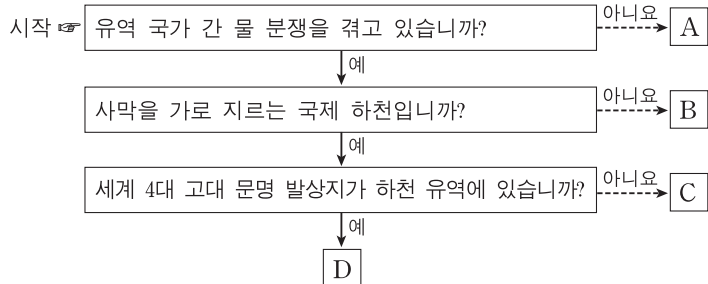 시작 ☞ 유역 국가 간 물 분쟁을 겪고 있습니까? 아니요 A
예
사막을 가로 지르는 국제 하천입니까? 아니요 B
예
세계 4대 고대 문명 발상지가 하천 유역에 있습니까? 아니요 C
예
D